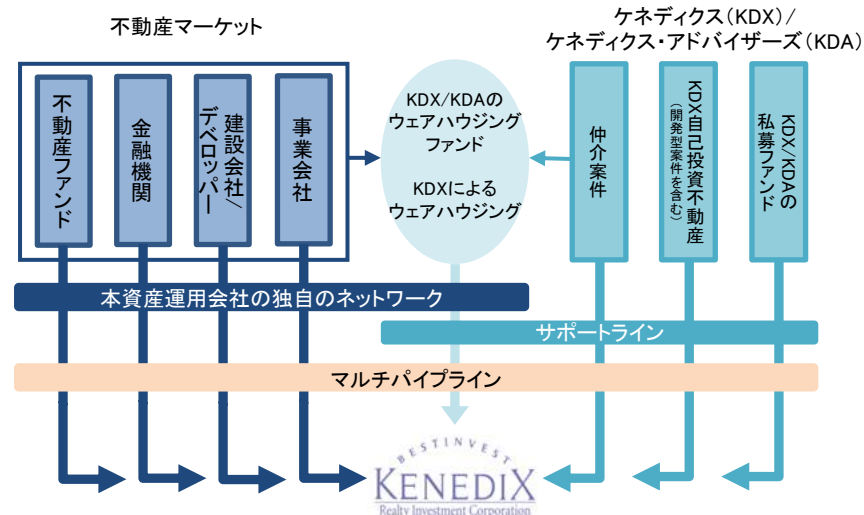 不動産マーケット
ケネディクス(KDX)/
ケネディクス・アドバイザーズ(KDA)
不動産ファンド
金融機関
建設会社/
デベロッパー
事業会社
KDX/KDAの
ウェアハウジング
ファンド
KDXによる
ウェアハウジング
仲介案件
KDX自己投資不動産
(開発型案件を含む)
KDX/KDAの
私募ファンド
本資産運用会社の独自のネットワーク
サポートライン
マルチパイプライン
BESTINVEST
KENEDIX
Realty Investment Corporation